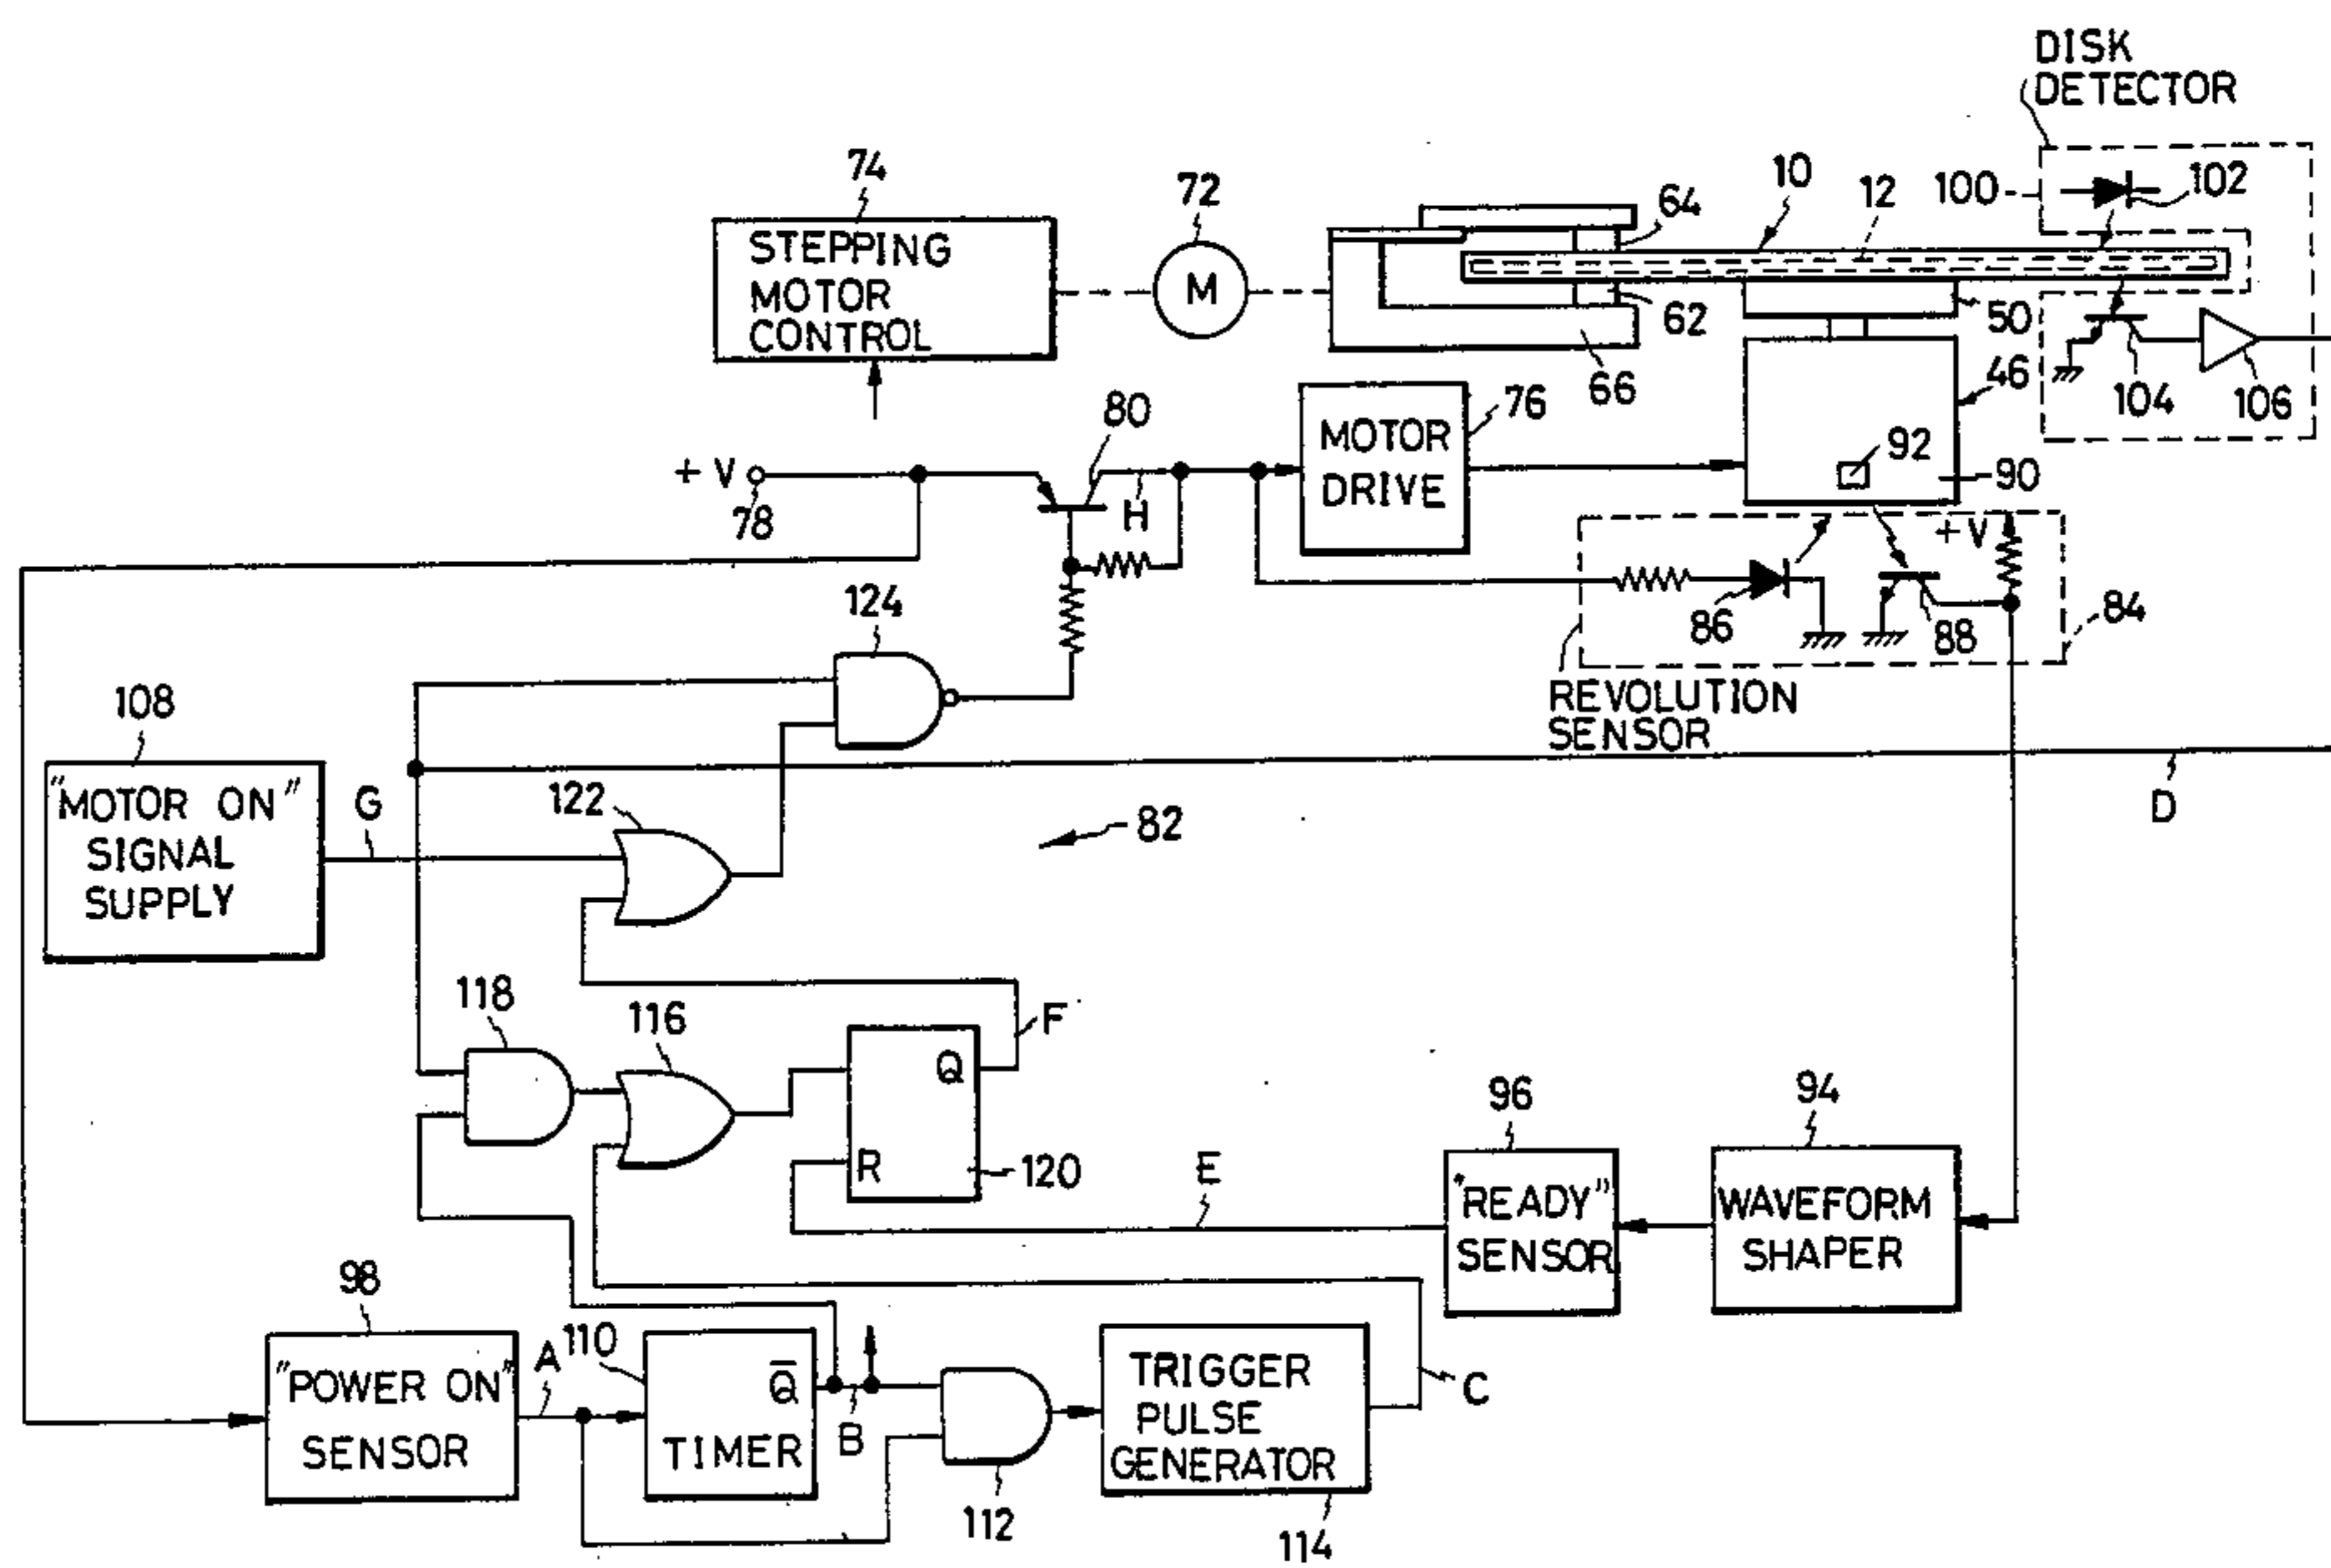 DISK
DETECTOR
74
72
64
10
12
100
102
STEPPING
MOTOR
CONTROL
M
62
50
66
104
106
46
80
MOTOR
DRIVE
76
92
90
+ V
78
H
+ V
124
86
88
84
REVOLUTION
SENSOR
108
"MOTOR ON"
SIGNAL
SUPPLY
G
122
82
D
118
116
F
Q
R
120
E
96
94
"READY"
SENSOR
WAVEFORM
SHAPER
98
"POWER ON"
SENSOR
A
110
Q̅
TIMER
B
112
TRIGGER
PULSE
GENERATOR
C
114